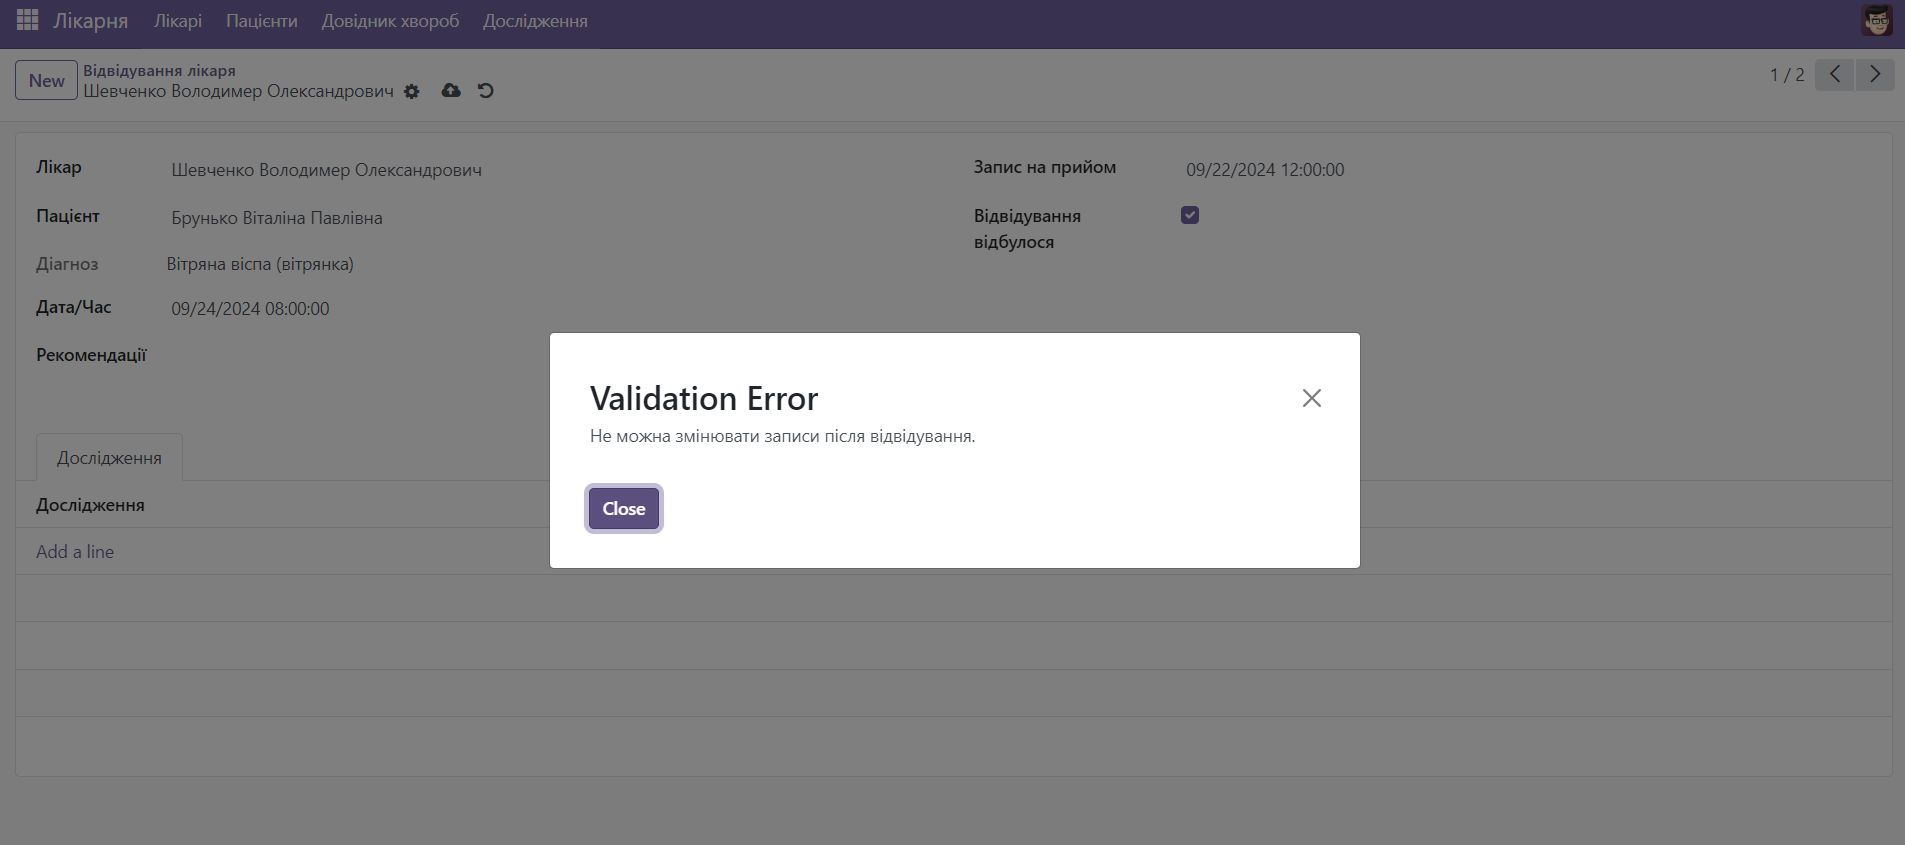 Лікарня Лікарі Пацієнти Довідник хвороб Дослідження
New
Відвідування лікаря
Шевченко Володимир Олександрович
1 / 2
Лікар Шевченко Володимир Олександрович
Запис на прийом 09/22/2024 12:00:00
Пацієнт Брунько Віталіна Павлівна
Відвідування
відбулося
Діагноз Вітряна віспа (вітрянка)
Дата/Час 09/24/2024 08:00:00
Рекомендації
Validation Error
Не можна змінювати записи після відвідування.
Close
Дослідження
Дослідження
Add a line